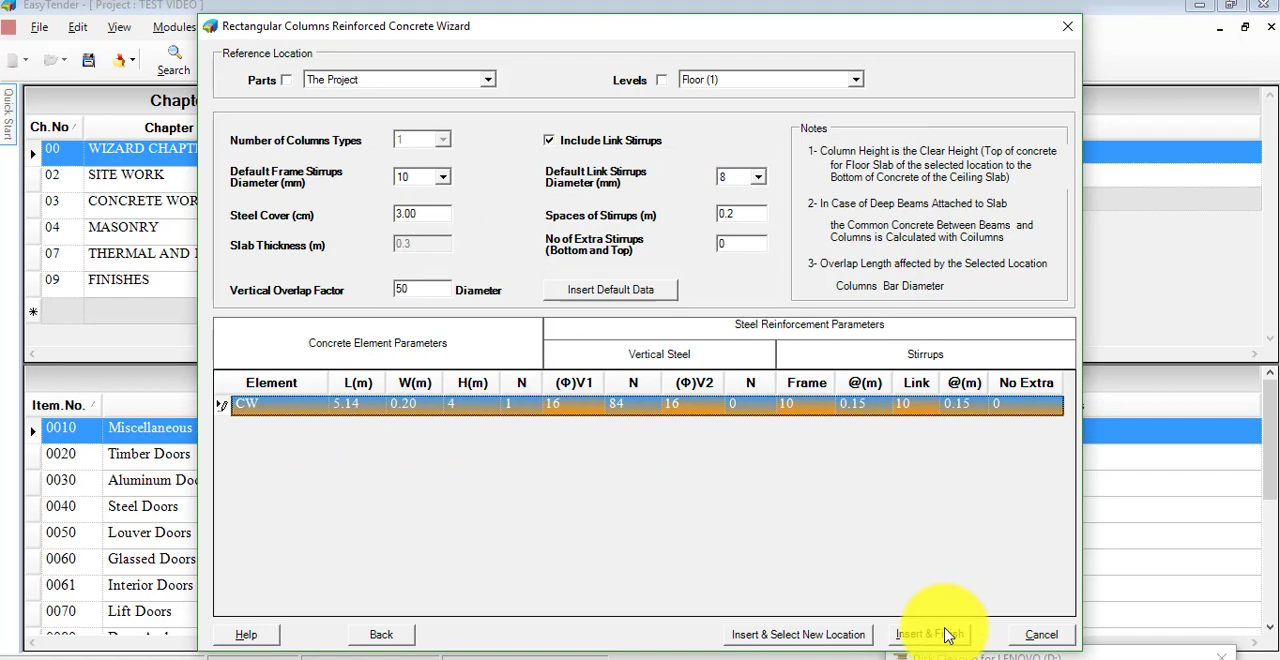 EasyTender - [ Project : TEST VIDEO ]
File Edit View Modules
Search
Quick Start
Rectangular Columns Reinforced Concrete Wizard
Reference Location
Parts The Project Levels Floor (1)
Number of Columns Types 1
Include Link Stirrups
Default Frame Stirrups Diameter (mm) 10
Default Link Stirrups Diameter (mm) 8
Steel Cover (cm) 3.00
Spaces of Stirrups (m) 0.2
Slab Thickness (m) 0.3
No of Extra Stirrups (Bottom and Top) 0
Vertical Overlap Factor 50 Diameter
Insert Default Data
Notes
1- Column Height is the Clear Height (Top of concrete
for Floor Slab of the selected location to the
Bottom of Concrete of the Ceiling Slab)
2- In Case of Deep Beams Attached to Slab
the Common Concrete Between Beams and
Columns is Calculated with Coilumns
3- Overlap Length affected by the Selected Location
Columns Bar Diameter
Concrete Element Parameters
Steel Reinforcement Parameters
Vertical Steel Stirrups
Element L(m) W(m) H(m) N (Φ)V1 N (Φ)V2 N Frame @(m) Link @(m) No Extra
CW 5.14 0.20 4 1 16 84 16 0 10 0.15 10 0.15 0
Help Back Insert & Select New Location Insert & Finish Cancel
Ch.No Chapter
00 WIZARD CHAPT
02 SITE WORK
03 CONCRETE WOR
04 MASONRY
07 THERMAL AND
09 FINISHES
Item.No.
0010 Miscellaneous
0020 Timber Doors
0030 Aluminum Doo
0040 Steel Doors
0050 Louver Doors
0060 Glassed Doors
0061 Interior Doors
0070 Lift Doors